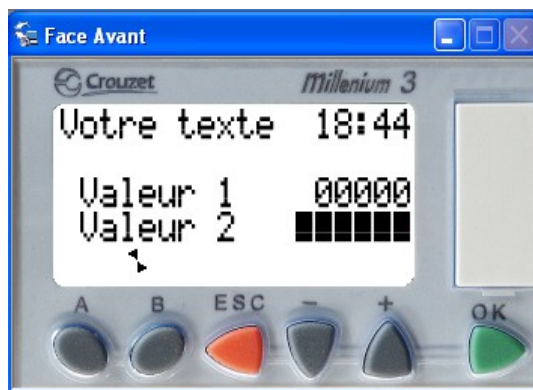 Face Avant
Crouzet Millenium 3
Votre texte 18:44
Valeur 1 00000
Valeur 2
A B ESC - + OK